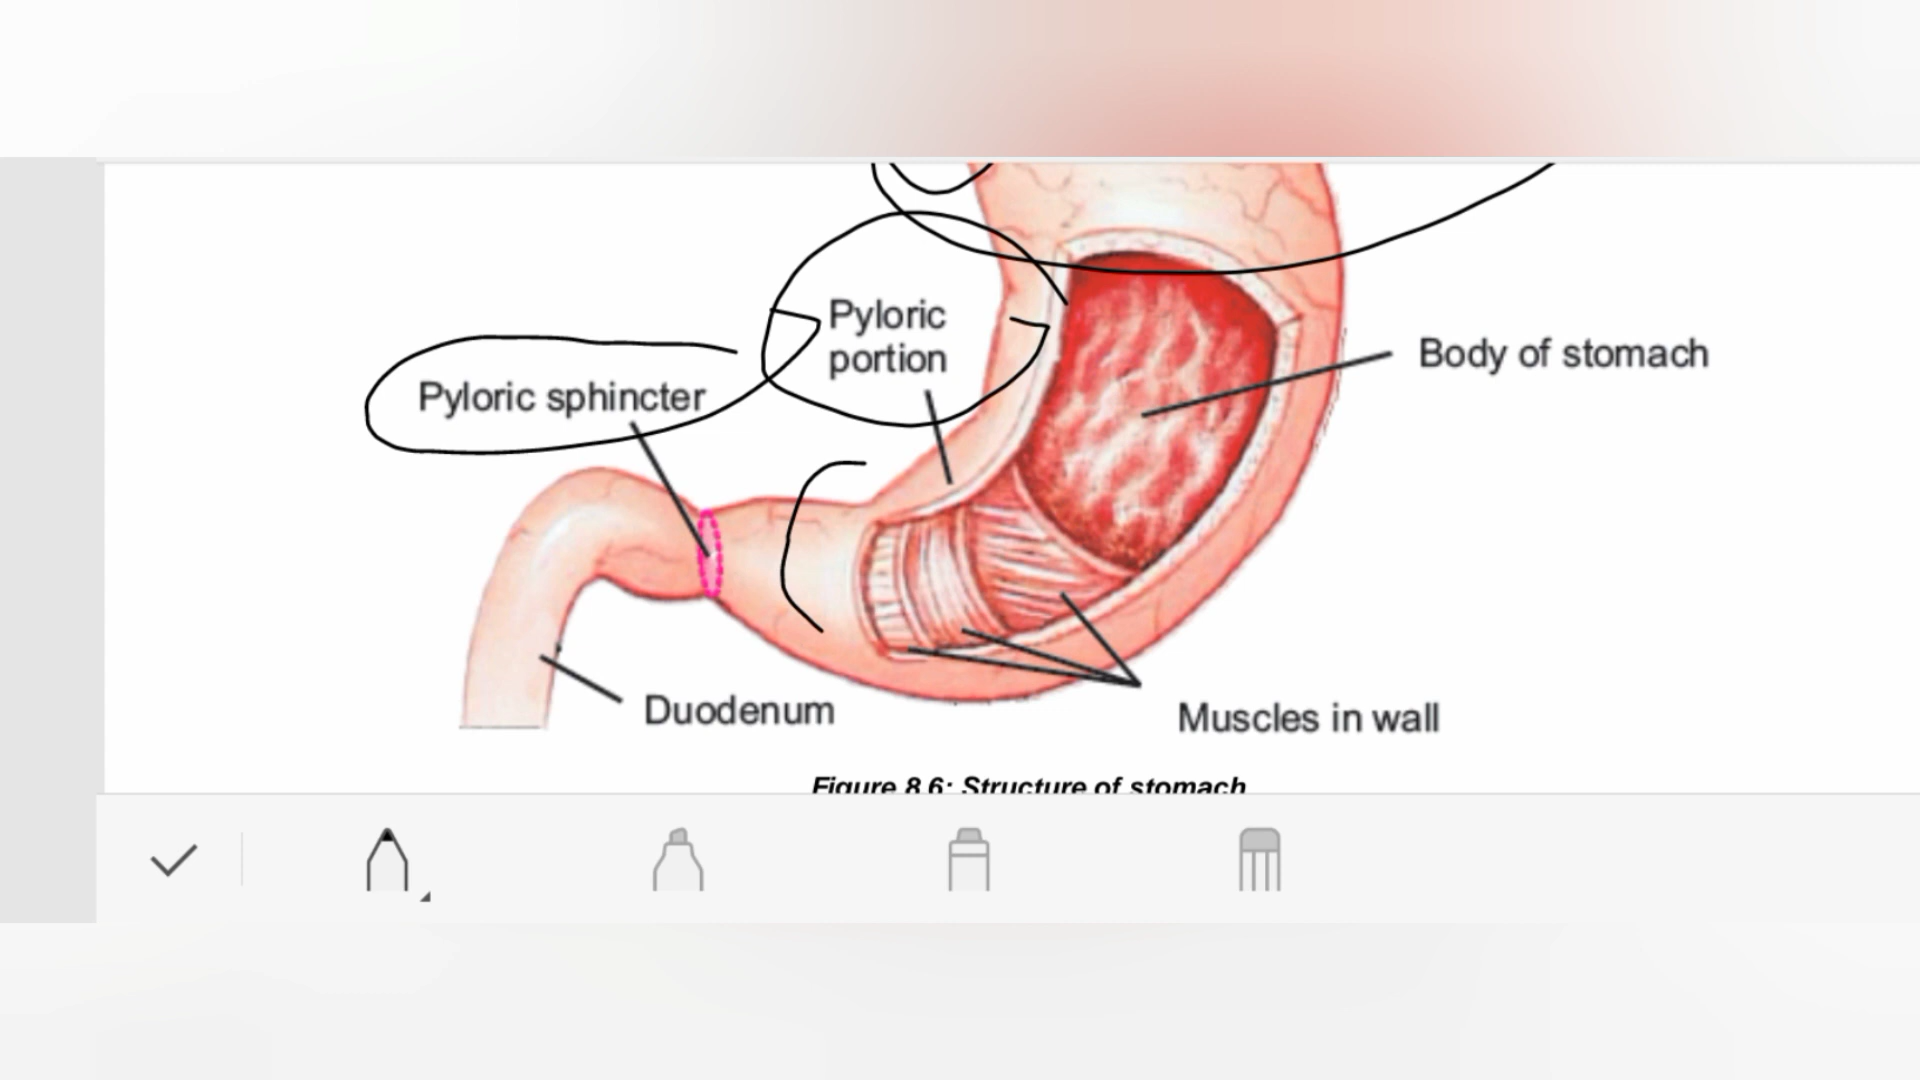 Pyloric
portion
Body of stomach
Pyloric sphincter
Duodenum
Muscles in wall
Figure 8.6: Structure of stomach